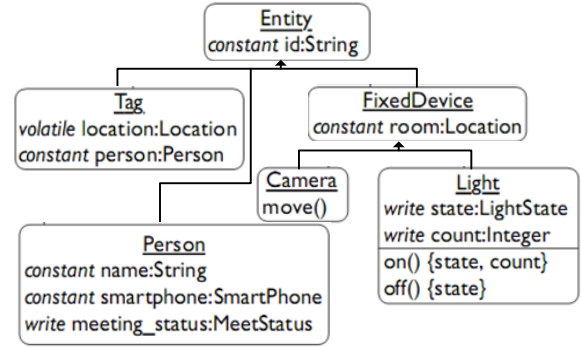 Entity
constant id:String
Tag
volatile location:Location
constant person:Person
FixedDevice
constant room:Location
Camera
move()
Light
write state:LightState
write count:Integer
on() {state, count}
off() {state}
Person
constant name:String
constant smartphone:SmartPhone
write meeting_status:MeetStatus